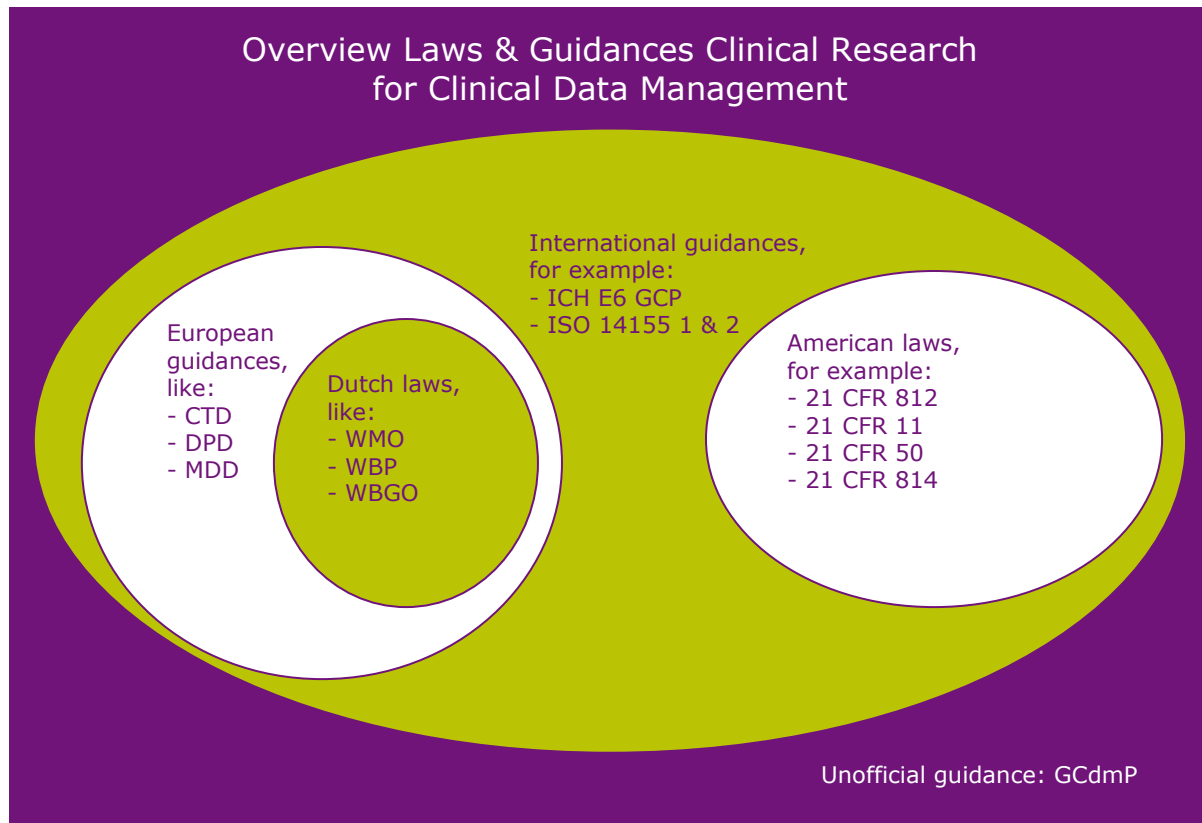 Overview Laws & Guidances Clinical Research
for Clinical Data Management
International guidances,
for example:
- ICH E6 GCP
- ISO 14155 1 & 2
European
guidances,
like:
- CTD
- DPD
- MDD
Dutch laws,
like:
- WMO
- WBP
- WBGO
American laws,
for example:
- 21 CFR 812
- 21 CFR 11
- 21 CFR 50
- 21 CFR 814
Unofficial guidance: GCdmP